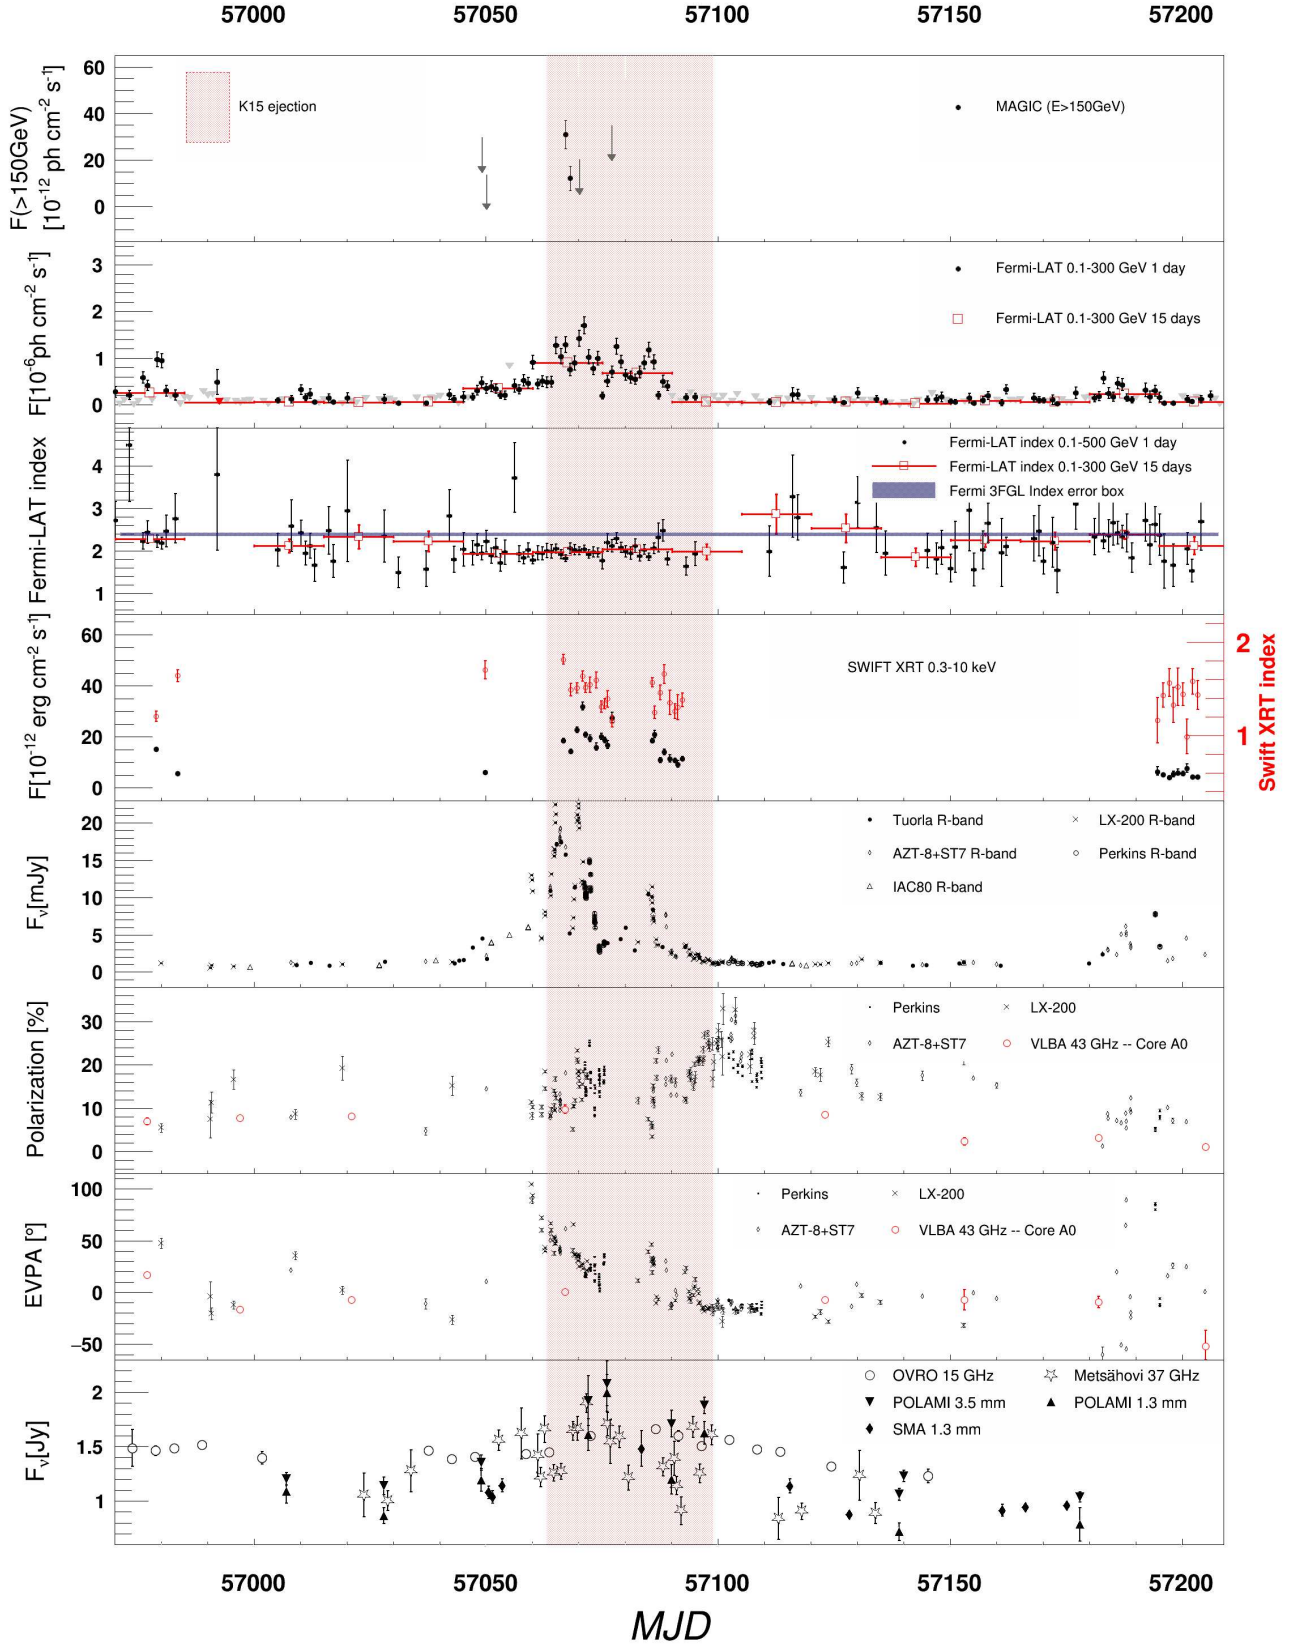 57000 57050 57100 57150 57200
F(>150GeV)
[10⁻¹² ph cm⁻² s⁻¹]
60
40
20
0
K15 ejection
MAGIC (E>150GeV)
F[10⁻⁶ph cm⁻² s⁻¹]
3
2
1
0
Fermi-LAT 0.1-300 GeV 1 day
Fermi-LAT 0.1-300 GeV 15 days
Fermi-LAT index
4
3
2
1
Fermi-LAT index 0.1-500 GeV 1 day
Fermi-LAT index 0.1-300 GeV 15 days
Fermi 3FGL Index error box
F[10⁻¹² erg cm⁻² s⁻¹]
60
40
20
0
SWIFT XRT 0.3-10 keV
2
1
Swift XRT index
Fᵥ[mJy]
20
15
10
5
0
Tuorla R-band
LX-200 R-band
AZT-8+ST7 R-band
Perkins R-band
IAC80 R-band
Polarization [%]
30
20
10
0
Perkins
LX-200
AZT-8+ST7
VLBA 43 GHz -- Core A0
EVPA [°]
100
50
0
−50
Perkins
LX-200
AZT-8+ST7
VLBA 43 GHz -- Core A0
Fᵥ[Jy]
2
1.5
1
OVRO 15 GHz
Metsähovi 37 GHz
POLAMI 3.5 mm
POLAMI 1.3 mm
SMA 1.3 mm
57000 57050 57100 57150 57200
MJD